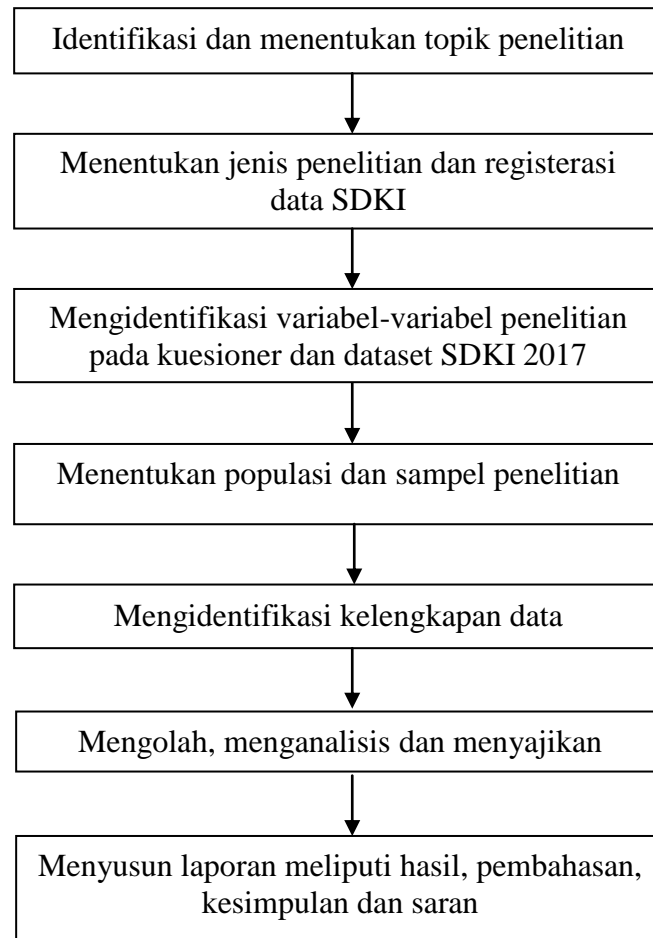 Identifikasi dan menentukan topik penelitian
Menentukan jenis penelitian dan registerasi
data SDKI
Mengidentifikasi variabel-variabel penelitian
pada kuesioner dan dataset SDKI 2017
Menentukan populasi dan sampel penelitian
Mengidentifikasi kelengkapan data
Mengolah, menganalisis dan menyajikan
Menyusun laporan meliputi hasil, pembahasan,
kesimpulan dan saran